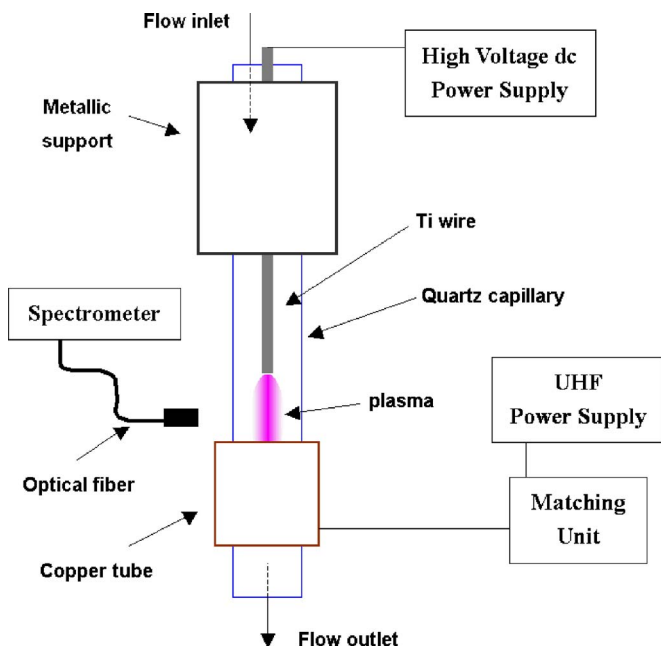 Flow inlet
High Voltage dc
Power Supply
Metallic
support
Ti wire
Quartz capillary
Spectrometer
plasma
UHF
Power Supply
Optical fiber
Matching
Unit
Copper tube
Flow outlet